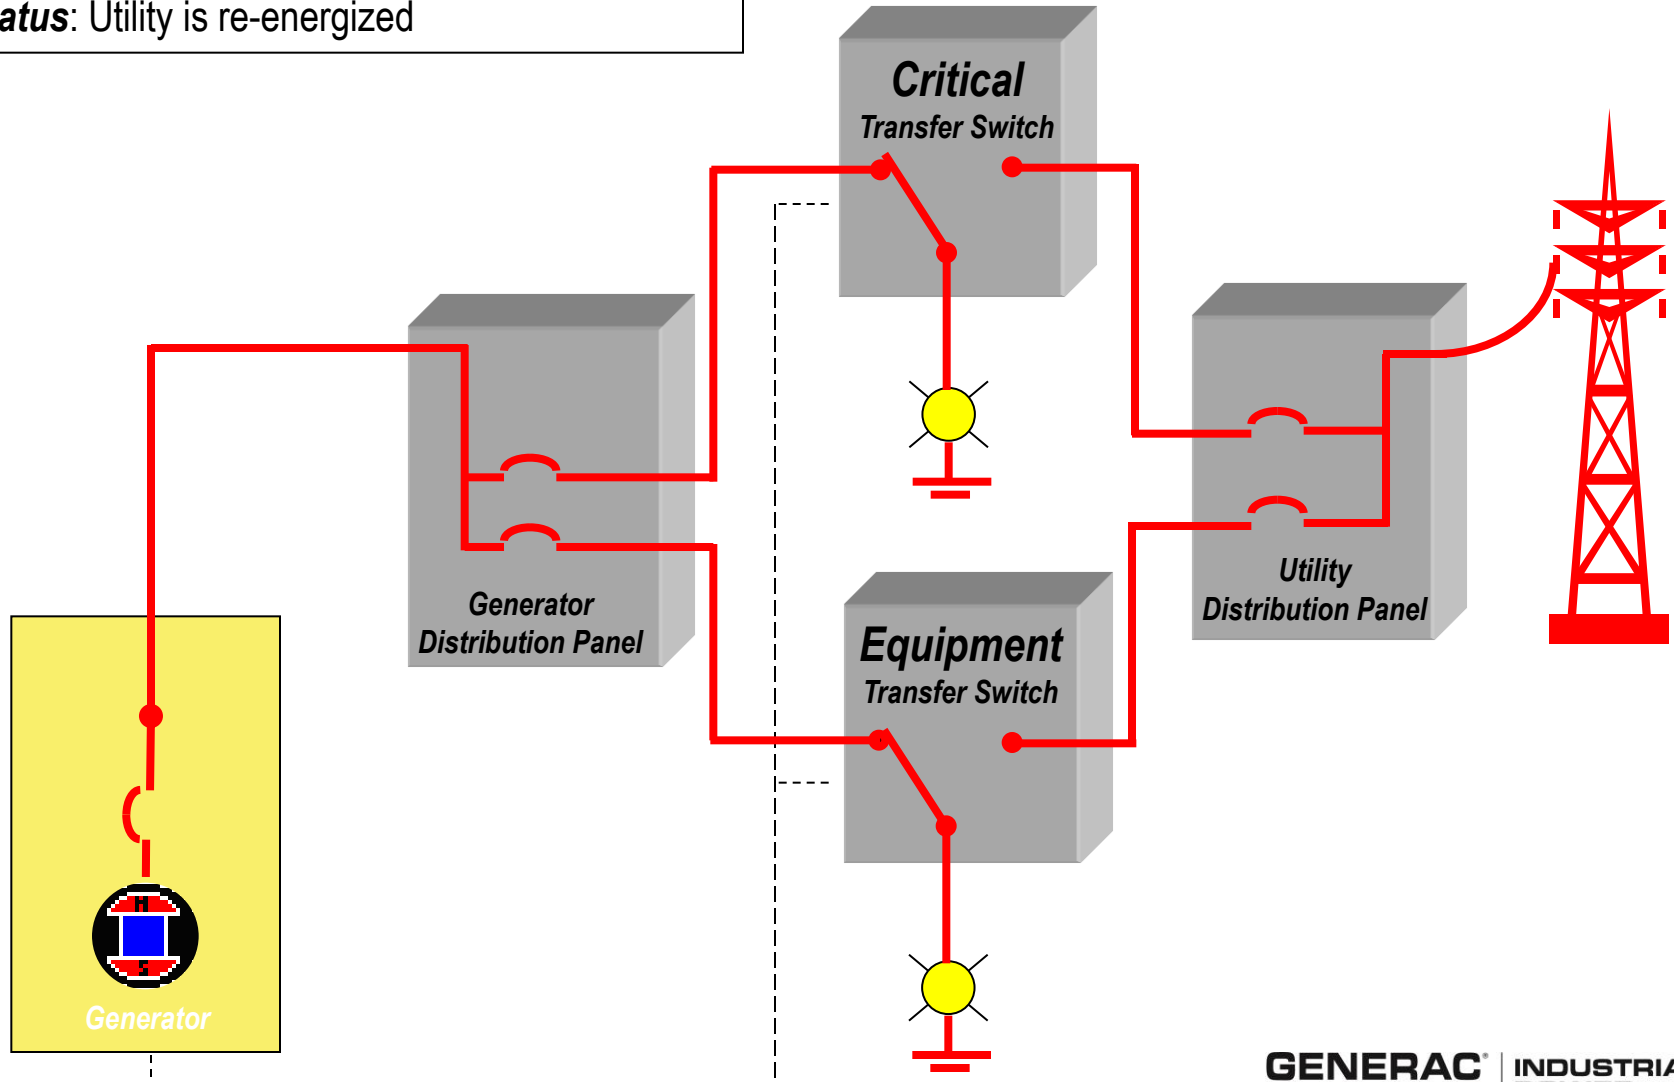 atus: Utility is re-energized
Critical
Transfer Switch
Generator
Distribution Panel
Utility
Distribution Panel
Equipment
Transfer Switch
N
S
Generator
GENERAC® | INDUSTRIA